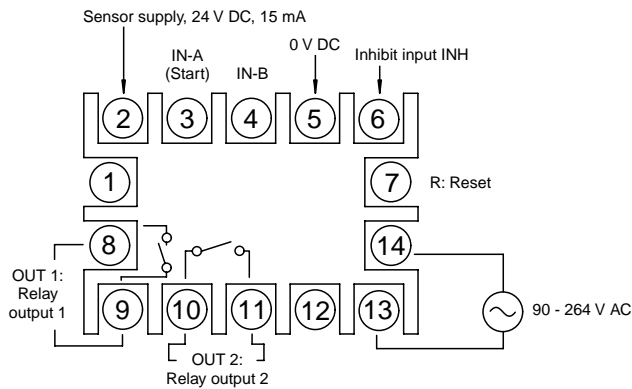 Sensor supply, 24 V DC, 15 mA
0 V DC
IN-A
(Start)
IN-B
Inhibit input INH
2
3
4
5
6
1
7
R: Reset
8
14
OUT 1:
Relay
output 1
9
10
11
12
13
90 - 264 V AC
OUT 2:
Relay output 2